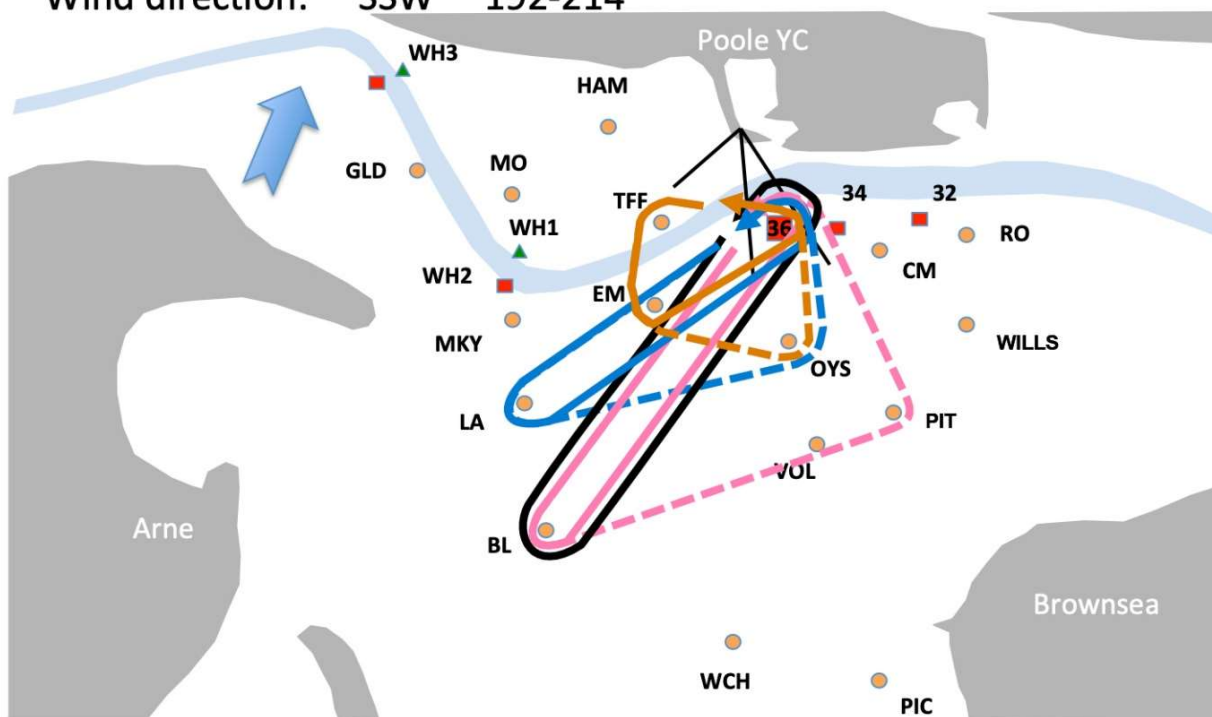 Wind direction: SSW 192-214
Poole YC
WH3
HAM
GLD
MO
TFF
34
32
WH1
36
RO
CM
WH2
EM
MKY
WILLS
OYS
LA
PIT
VOL
Arne
BL
Brownsea
WCH
PIC